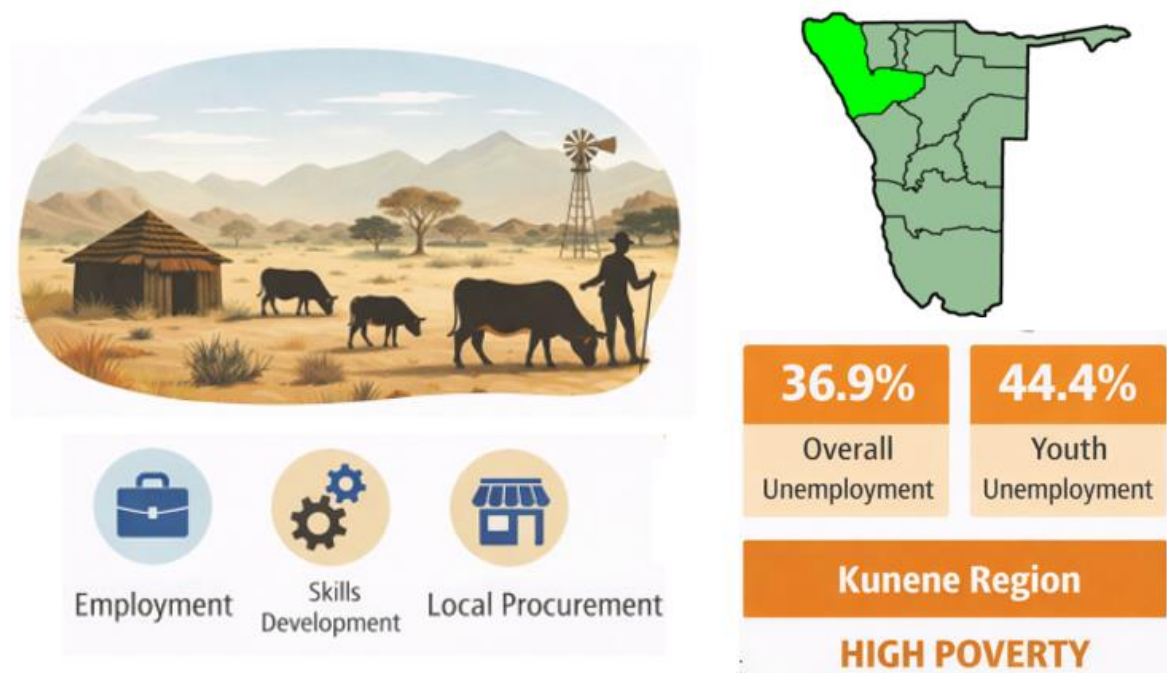 Employment
Skills
Development
Local Procurement
36.9%
Overall
Unemployment
44.4%
Youth
Unemployment
Kunene Region
HIGH POVERTY